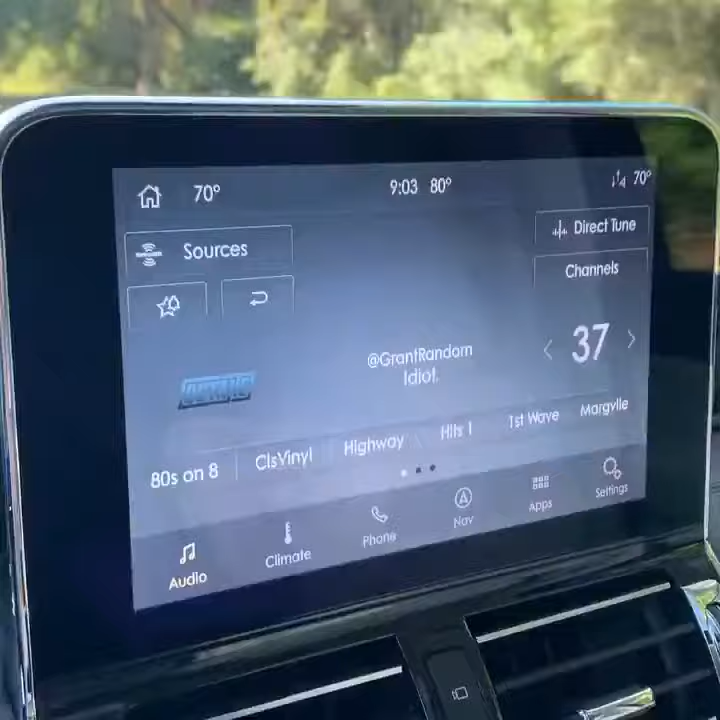 70° 9:03 80° 70°
Sources
Direct Tune
Channels
@GrantRandom
Idiot.
37
80s on 8 ClsVinyl Highway Hits 1 1st Wave Margvlle
Audio Climate Phone Nav Apps Settings